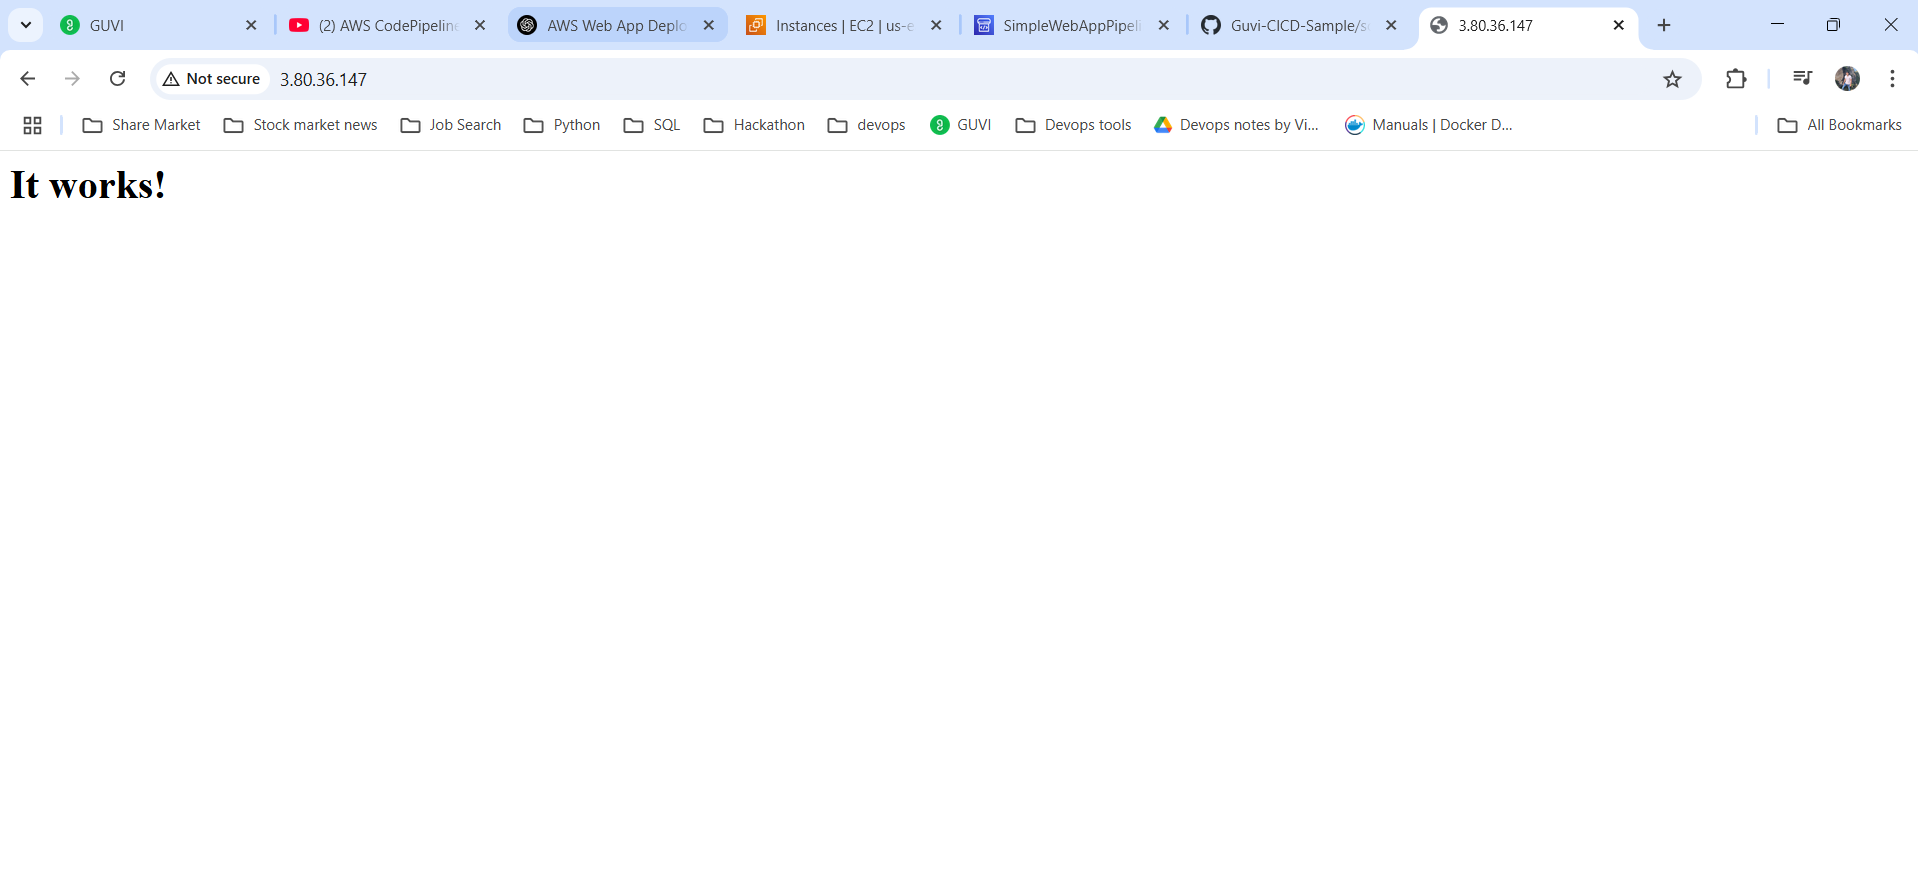 GUVI
(2) AWS CodePipeline
AWS Web App Deplo
Instances | EC2 | us-e
SimpleWebAppPipeli
Guvi-CICD-Sample/s
3.80.36.147
Not secure
3.80.36.147
Share Market
Stock market news
Job Search
Python
SQL
Hackathon
devops
GUVI
Devops tools
Devops notes by Vi...
Manuals | Docker D...
All Bookmarks
It works!